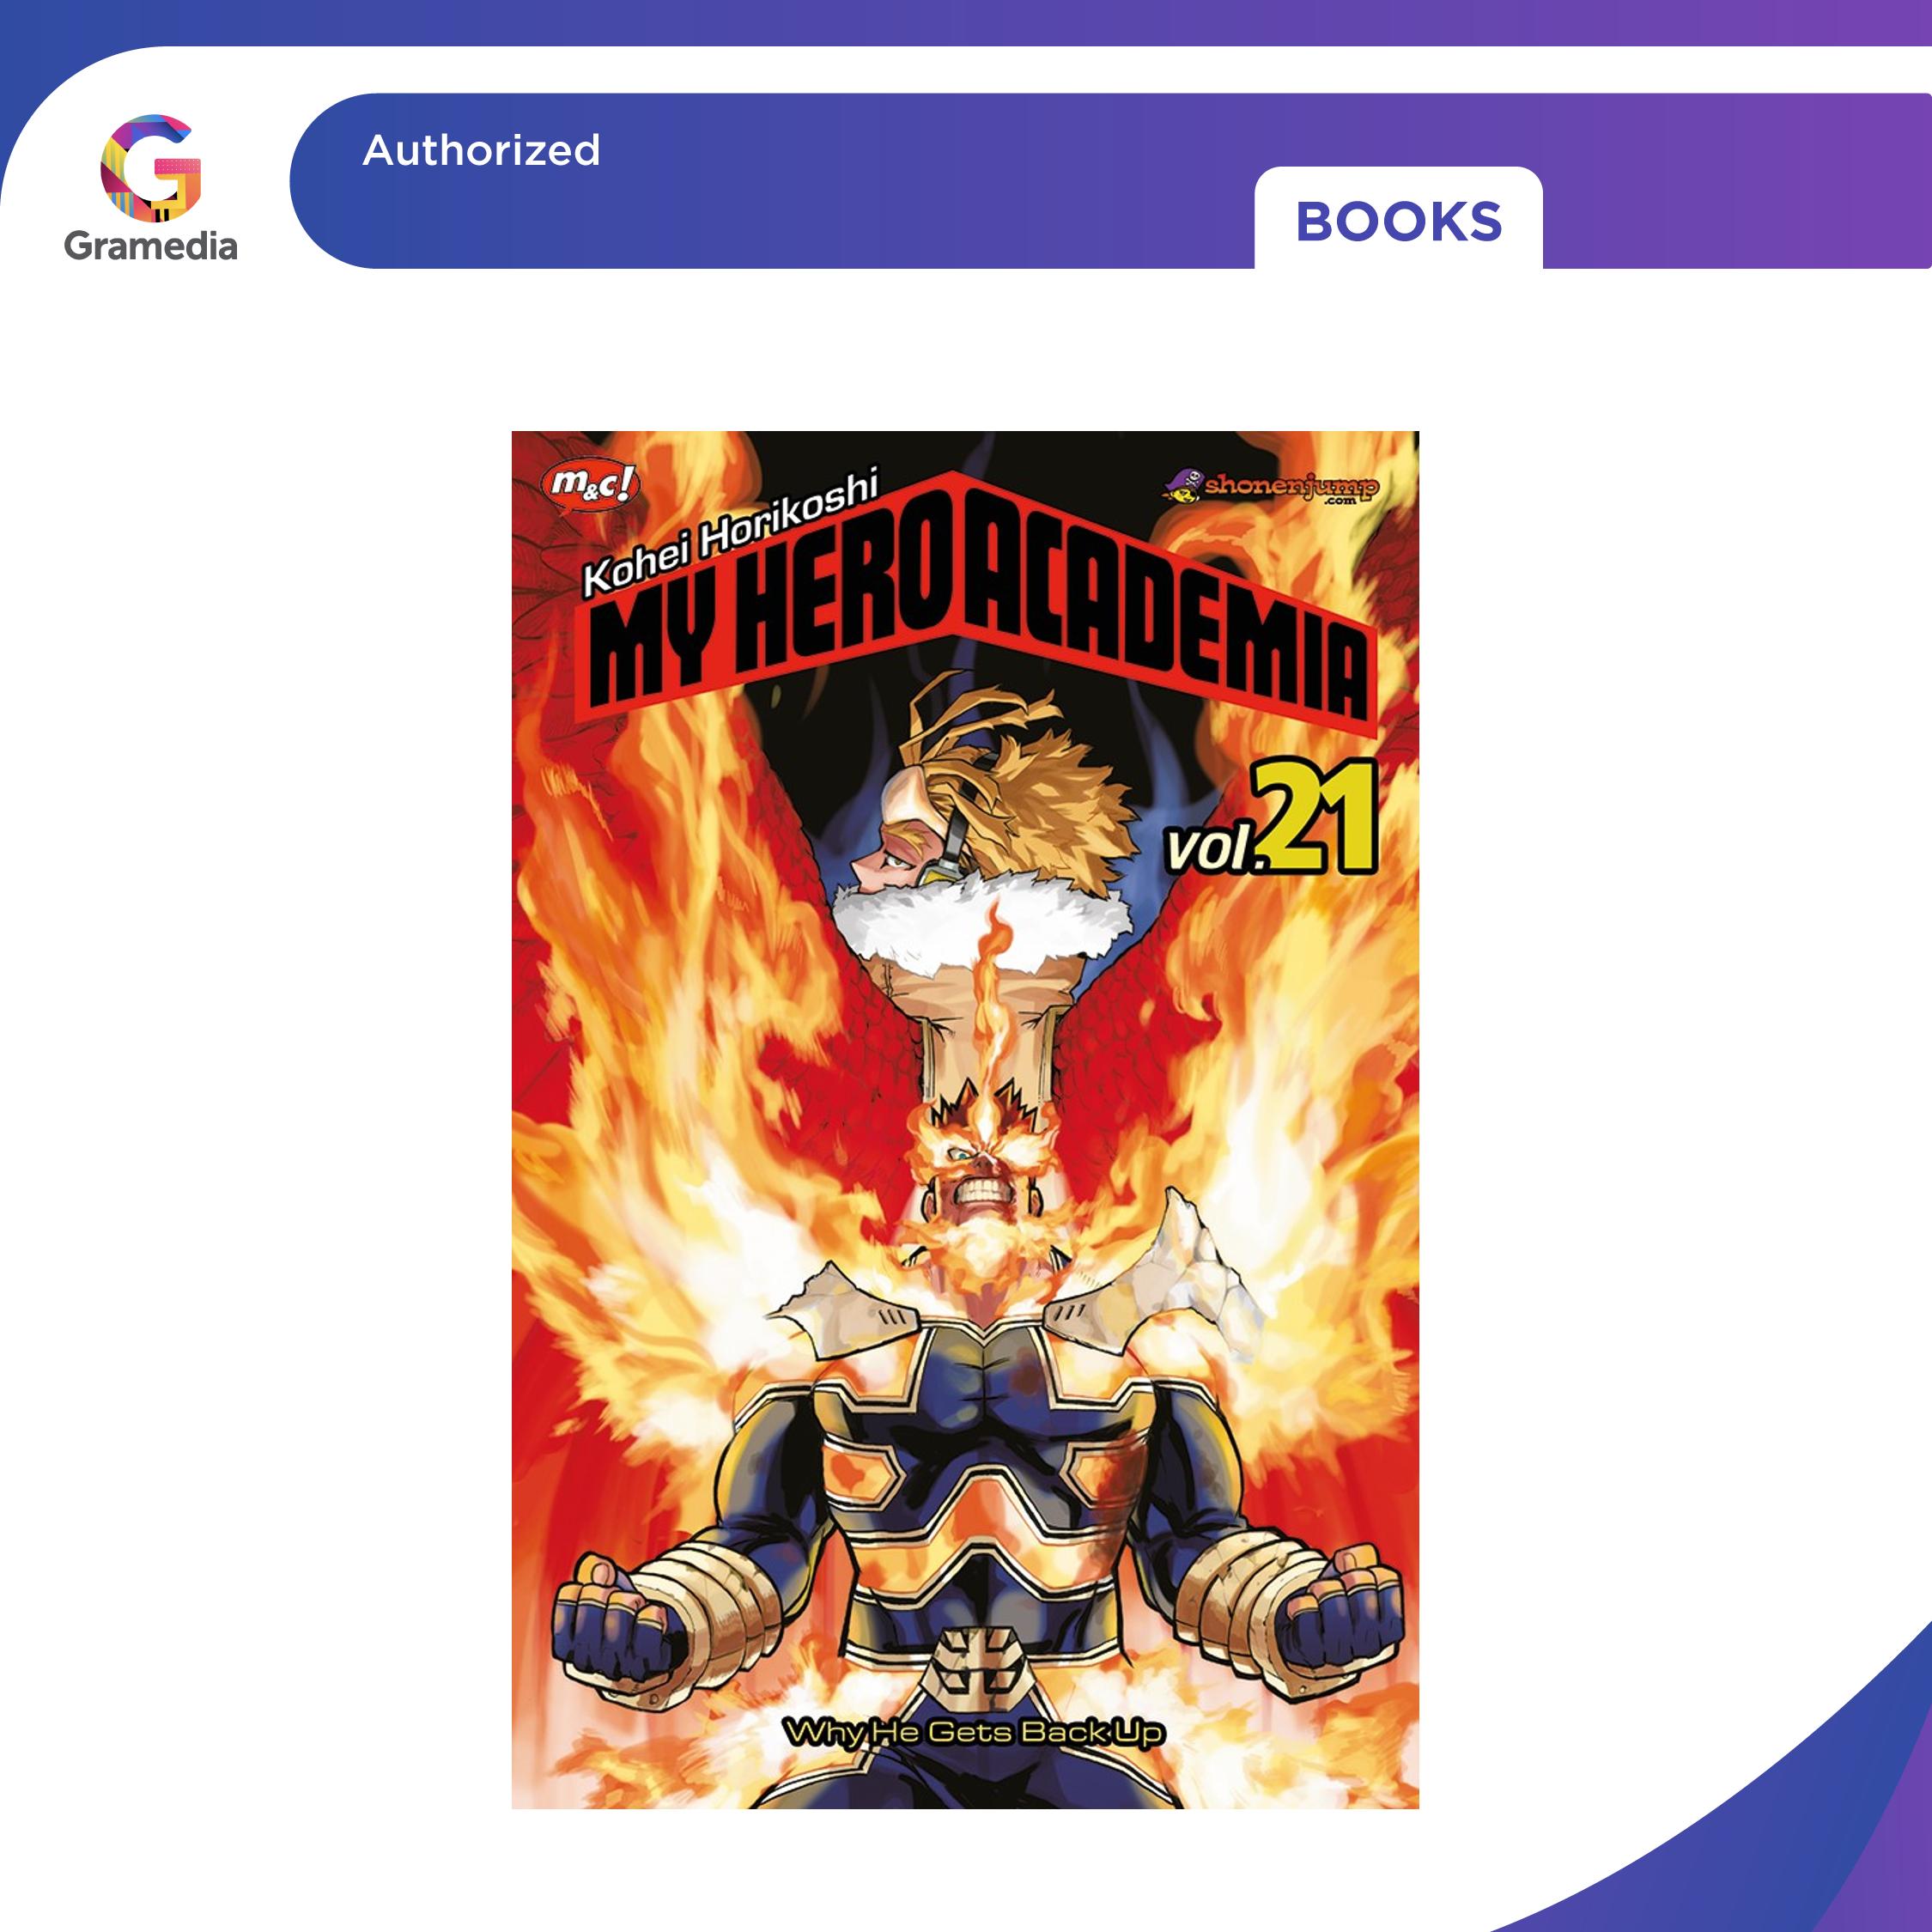 Gramedia
Authorized
BOOKS
m&c!
shonenjump
.com
Kohei Horikoshi
MY HERO ACADEMIA
vol.21
Why He Gets Back Up